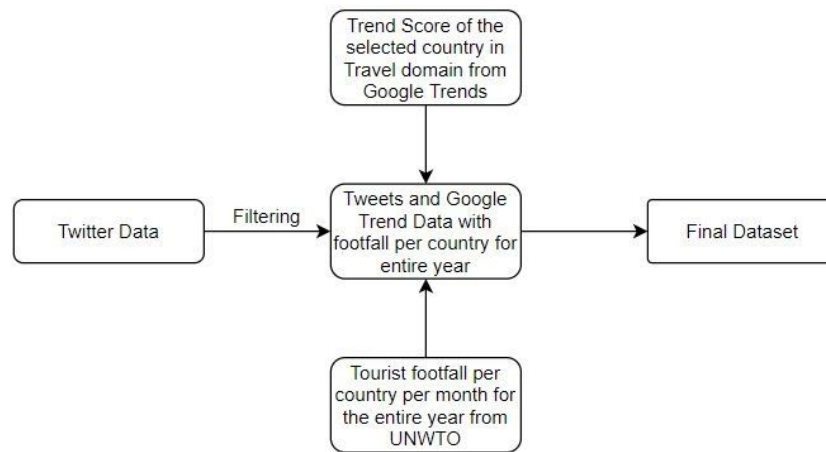 Trend Score of the
selected country in
Travel domain from
Google Trends
Twitter Data
Filtering
Tweets and Google
Trend Data with
footfall per country for
entire year
Final Dataset
Tourist footfall per
country per month for
the entire year from
UNWTO